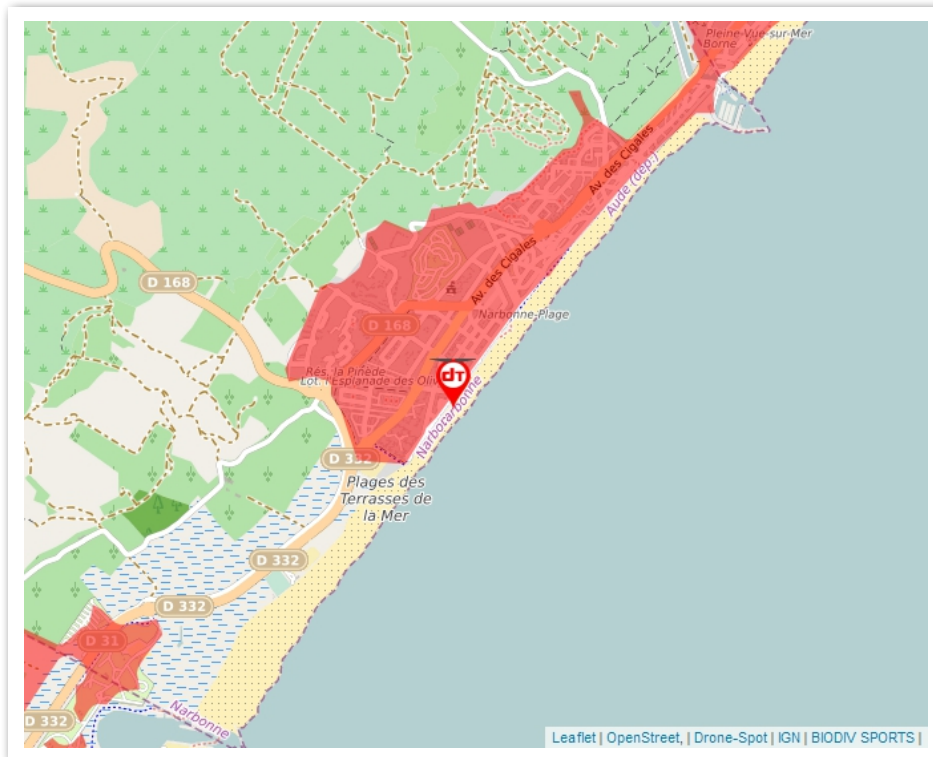 Pleine-Vue-sur-Mer
Borne
Av. des Cigales
Aude (dep.)
Av. des Cigales
D 168
Narbonne-Plage
D 168
Rés. la Pinède
Lot. l'Esplanade des Oliv
dT
Narbonne
D 332
Plages des
Terrasses de
la Mer
D 332
D 332
D 31
Narbonne
D 332
Leaflet | OpenStreet, | Drone-Spot | IGN | BIODIV SPORTS |